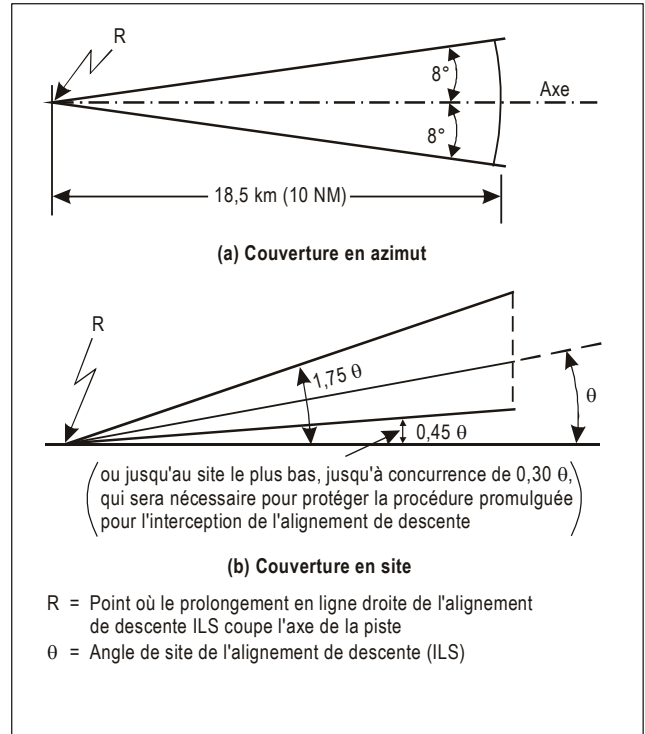 R
8°
Axe
8°
18,5 km (10 NM)
(a) Couverture en azimut
R
1,75 θ
θ
0,45 θ
ou jusqu'au site le plus bas, jusqu'à concurrence de 0,30 θ,
qui sera nécessaire pour protéger la procédure promulguée
pour l'interception de l'alignement de descente
(b) Couverture en site
R = Point où le prolongement en ligne droite de l'alignement
de descente ILS coupe l'axe de la piste
θ = Angle de site de l'alignement de descente (ILS)